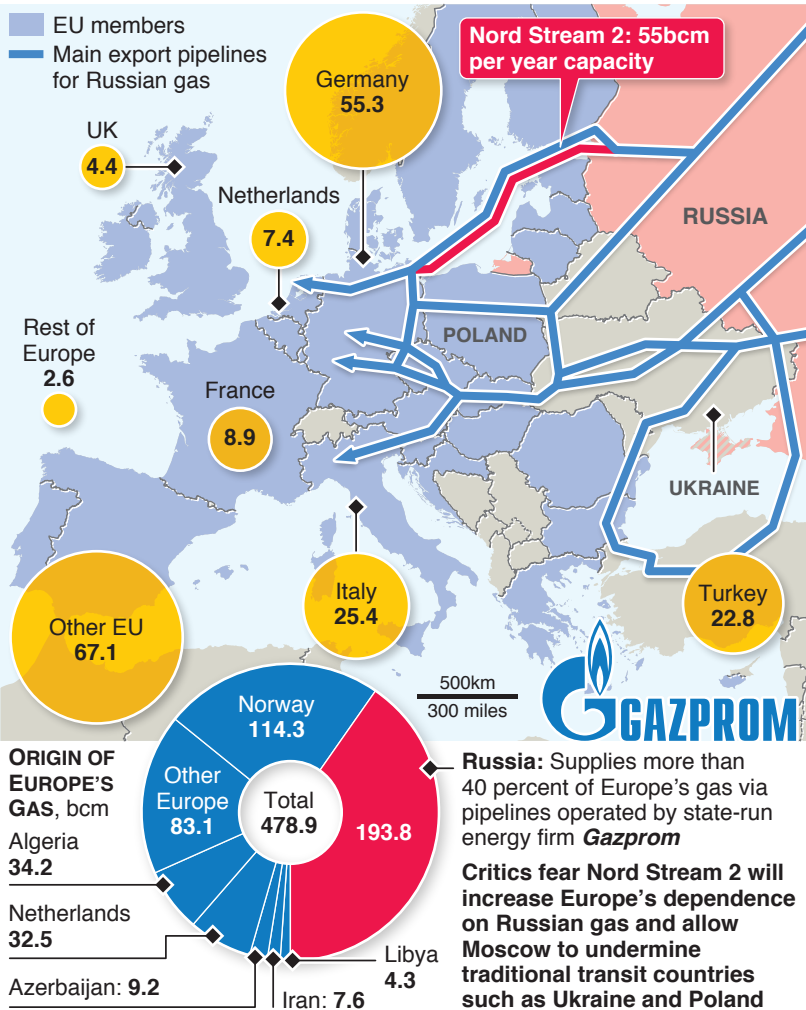 EU members
Main export pipelines
for Russian gas
Nord Stream 2: 55bcm
per year capacity
Germany
55.3
UK
4.4
Netherlands
7.4
RUSSIA
POLAND
Rest of
Europe
2.6
France
8.9
UKRAINE
Italy
25.4
Turkey
22.8
Other EU
67.1
500km
300 miles
GAZPROM
ORIGIN OF
EUROPE'S
GAS, bcm
Norway
114.3
Other
Europe
83.1
Total
478.9
193.8
Algeria
34.2
Netherlands
32.5
Azerbaijan: 9.2
Iran: 7.6
Libya
4.3
Russia: Supplies more than
40 percent of Europe's gas via
pipelines operated by state-run
energy firm Gazprom
Critics fear Nord Stream 2 will
increase Europe's dependence
on Russian gas and allow
Moscow to undermine
traditional transit countries
such as Ukraine and Poland